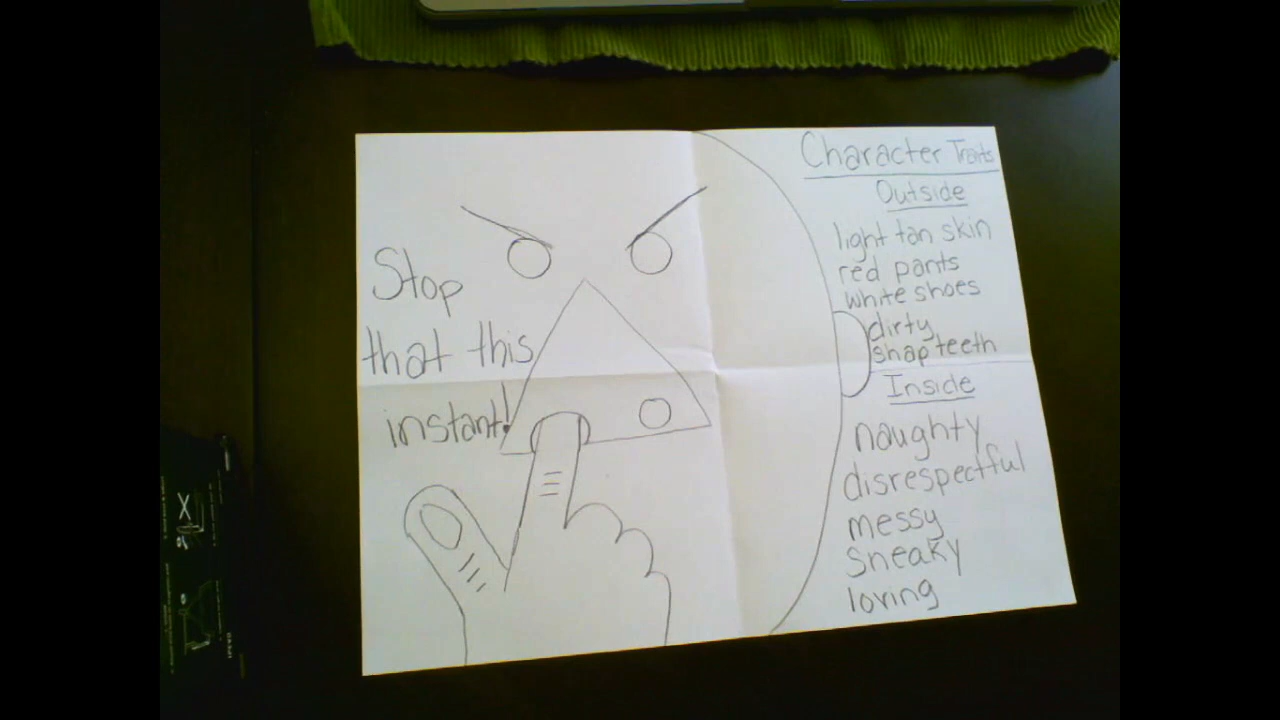 Stop
that this
instant!
Character Traits
Outside
light tan skin
red pants
white shoes
dirty
shap teeth
Inside
naughty
disrespectful
messy
sneaky
loving